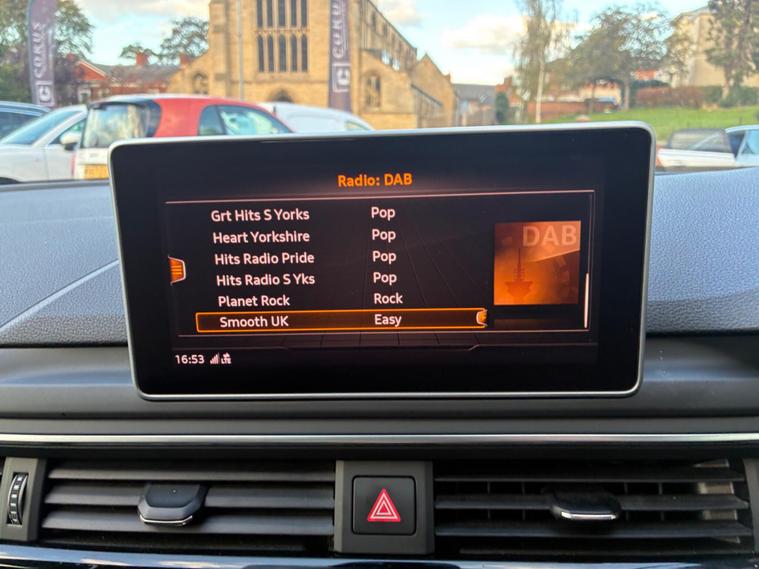 CORUS
Radio: DAB
Grt Hits S Yorks Pop
Heart Yorkshire Pop
Hits Radio Pride Pop
Hits Radio S Yks Pop
Planet Rock Rock
Smooth UK Easy
DAB
16:53